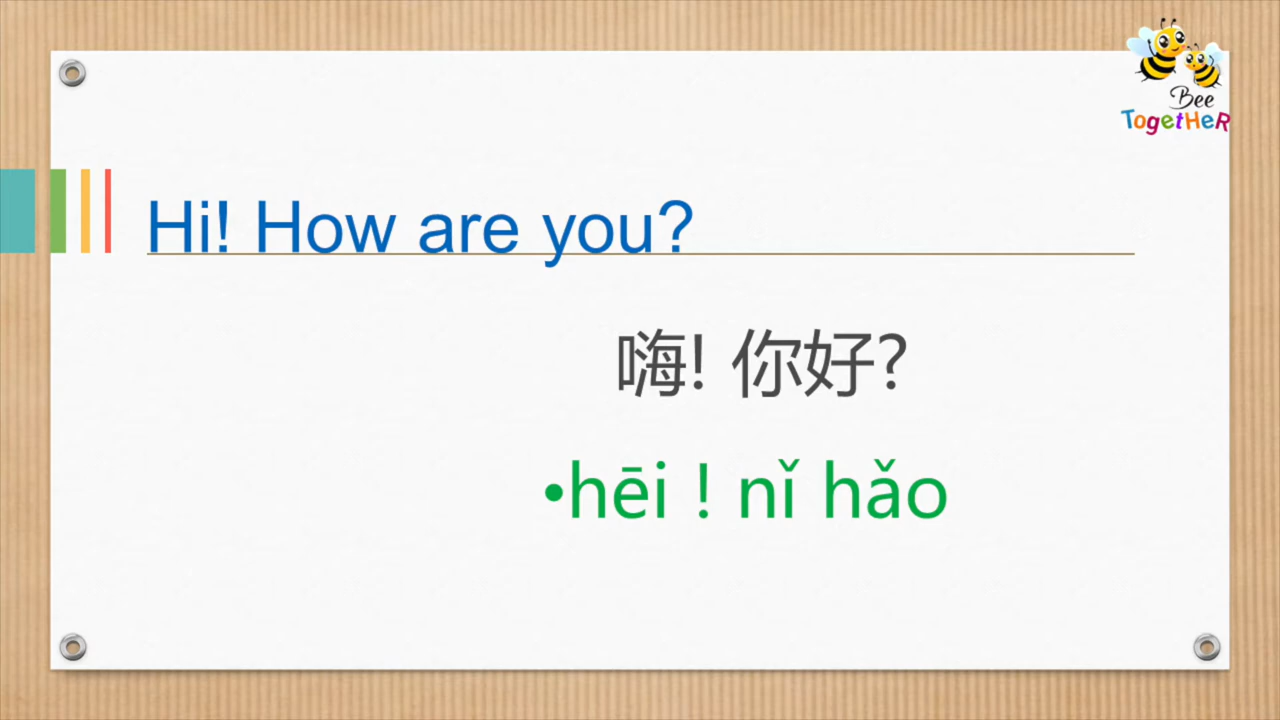 Bee
TogetHeR
Hi! How are you?
嗨! 你好?
•hēi ! nǐ hǎo